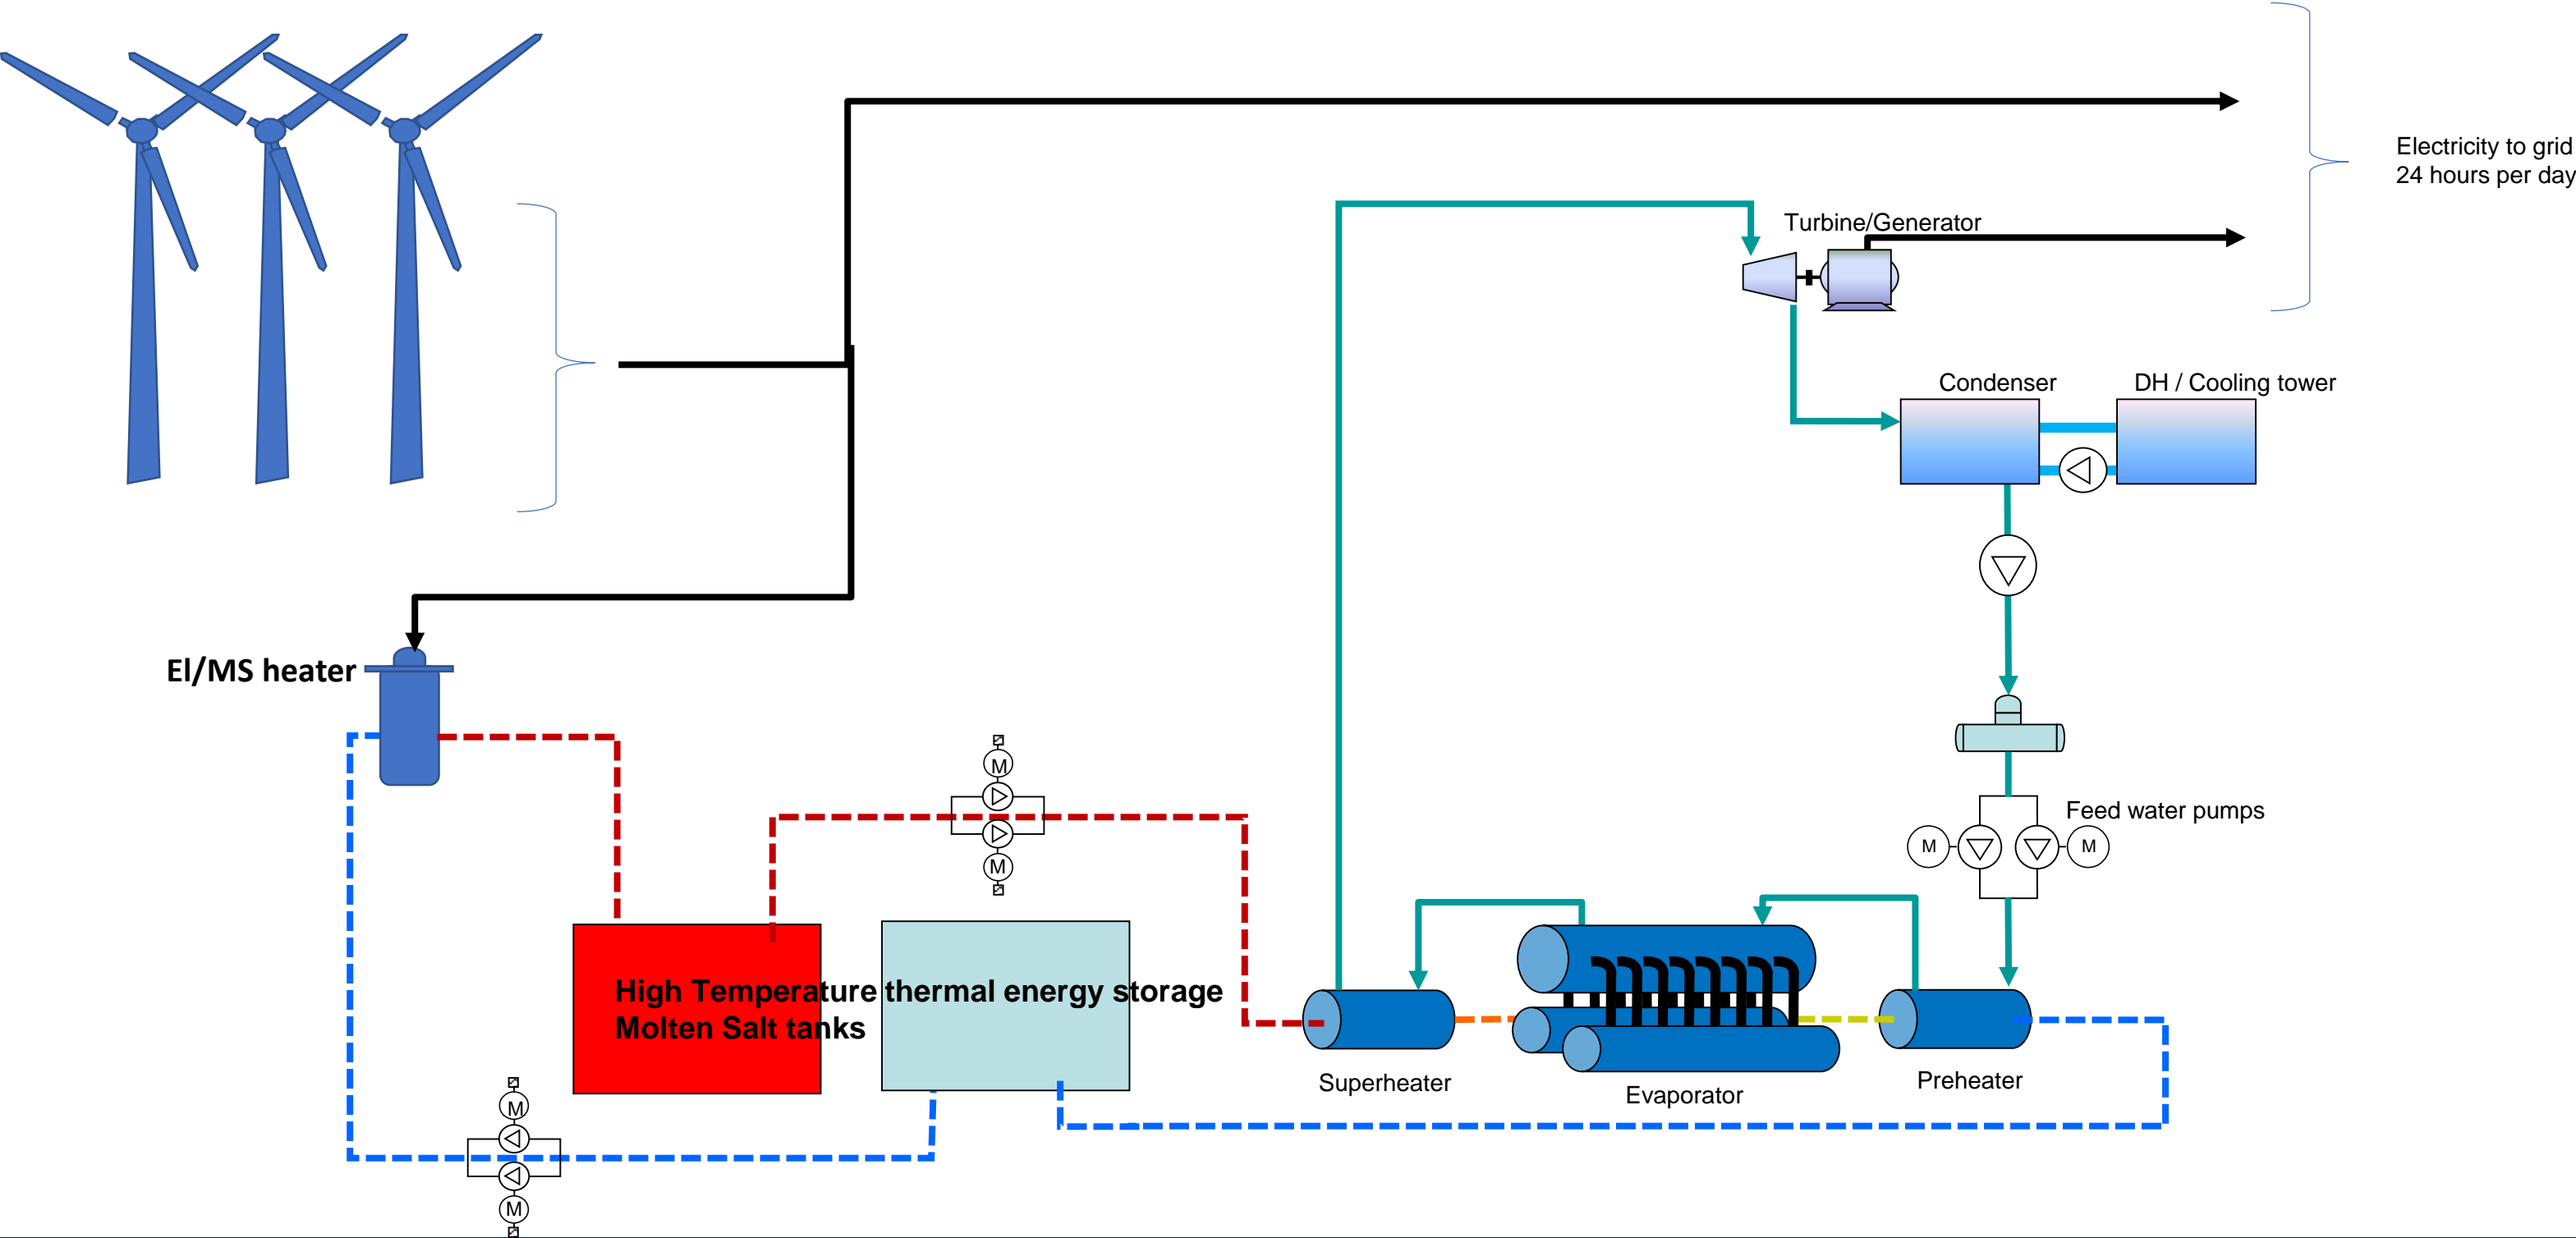 Electricity to grid
24 hours per day
Turbine/Generator
Condenser
DH / Cooling tower
El/MS heater
M
M
Feed water pumps
M
M
High Temperature thermal energy storage
Molten Salt tanks
Superheater
Evaporator
Preheater
M
M